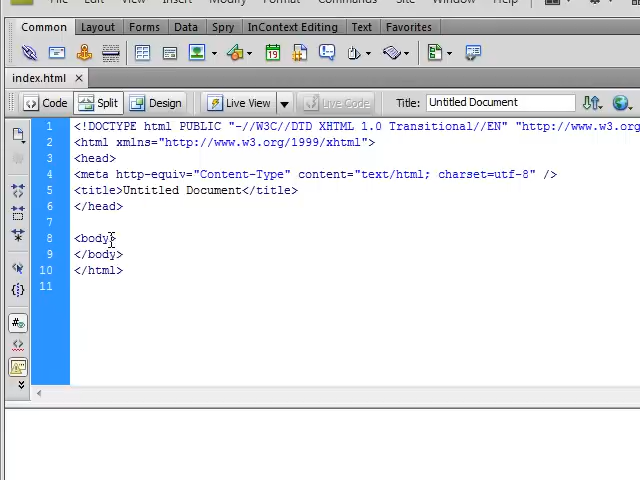 File View Insert Modify Format Commands Site Window
Common Layout Forms Data Spry InContext Editing Text Favorites
index.html ×
Code Split Design Live View Live Code Title: Untitled Document
1 <!DOCTYPE html PUBLIC "-//W3C//DTD XHTML 1.0 Transitional//EN" "http://www.w3.org
2 <html xmlns="http://www.w3.org/1999/xhtml">
3 <head>
4 <meta http-equiv="Content-Type" content="text/html; charset=utf-8" />
5 <title>Untitled Document</title>
6 </head>
7
8 <body>
9 </body>
10 </html>
11